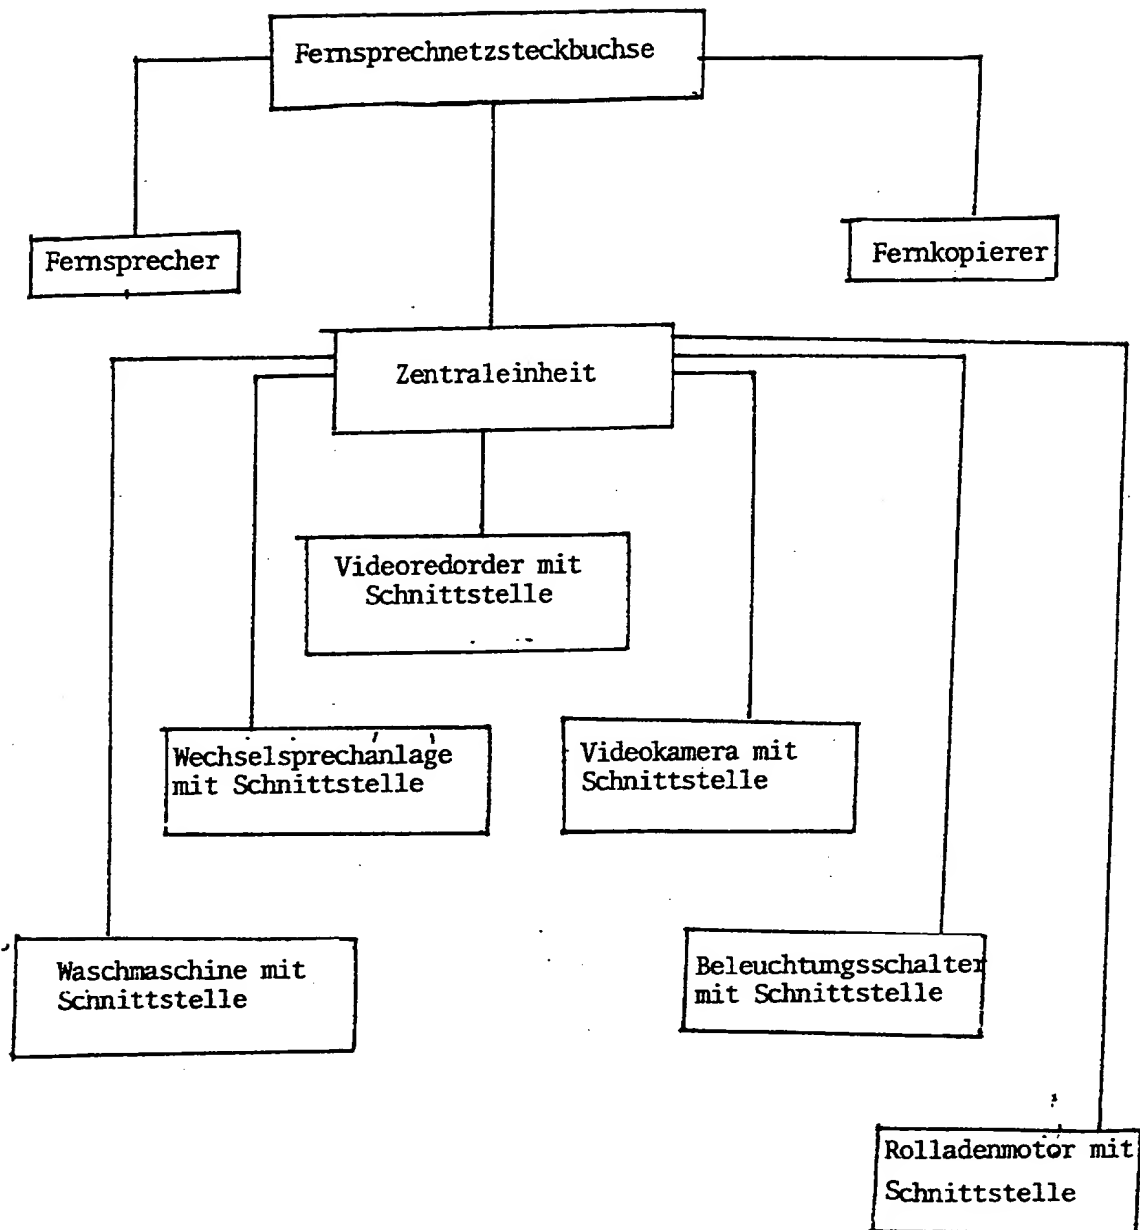 Fernsprechnetzsteckbuchse
Fernsprecher
Fernkopierer
Zentraleinheit
Videoredorder mit
Schnittstelle
Wechselsprechanlage
mit Schnittstelle
Videokamera mit
Schnittstelle
Waschmaschine mit
Schnittstelle
Beleuchtungsschalter
mit Schnittstelle
Rolladenmotor mit
Schnittstelle